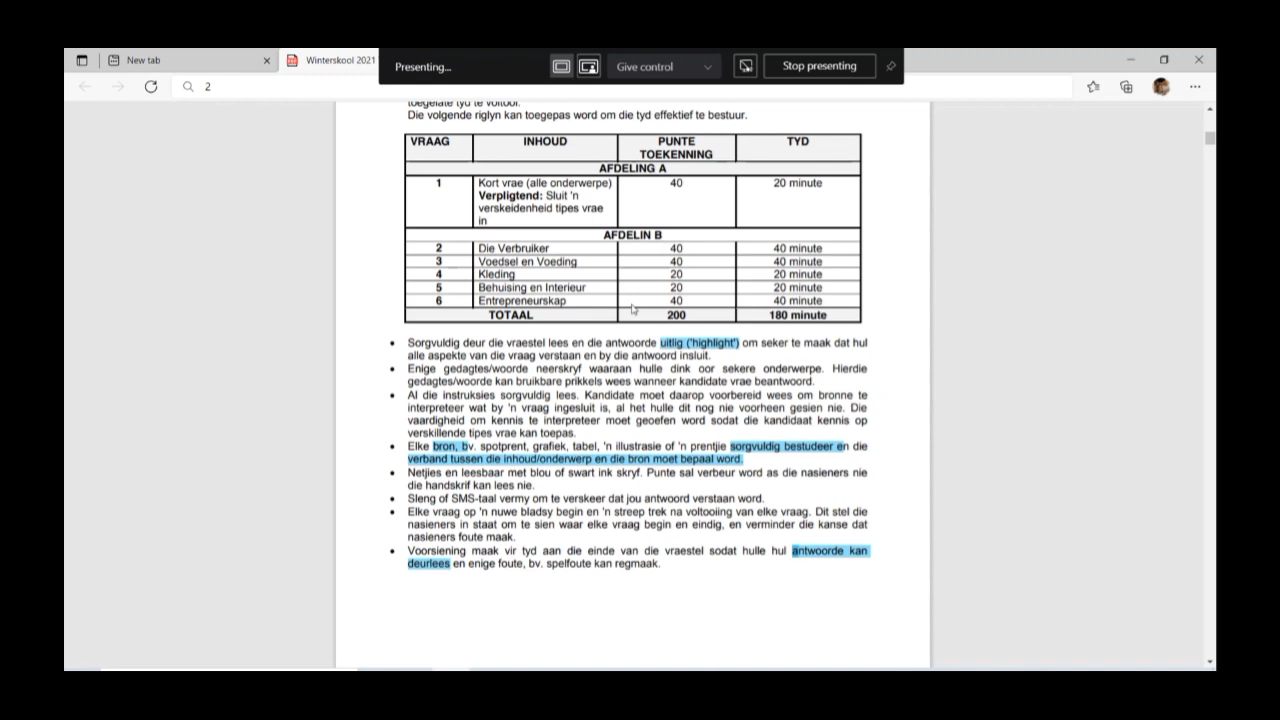 New tab
Winterskool 2021
Presenting...
Give control
Stop presenting
2
toegelate tyd te voltooi.
Die volgende riglyn kan toegepas word om die tyd effektief te bestuur.
VRAAG INHOUD PUNTE TOEKENNING TYD
AFDELING A
1 Kort vrae (alle onderwerpe) 40 20 minute
Verpligtend: Sluit 'n
verskeidenheid tipes vrae
in
AFDELIN B
2 Die Verbruiker 40 40 minute
3 Voedsel en Voeding 40 40 minute
4 Kleding 20 20 minute
5 Behuising en Interieur 20 20 minute
6 Entrepreneurskap 40 40 minute
TOTAAL 200 180 minute
• Sorgvuldig deur die vraestel lees en die antwoorde uitlig ('highlight') om seker te maak dat hul
alle aspekte van die vraag verstaan en by die antwoord insluit.
• Enige gedagtes/woorde neerskryf waaraan hulle dink oor sekere onderwerpe. Hierdie
gedagtes/woorde kan bruikbare prikkels wees wanneer kandidate vrae beantwoord.
• Al die instruksies sorgvuldig lees. Kandidate moet daarop voorbereid wees om bronne te
interpreteer wat by 'n vraag ingesluit is, al het hulle dit nog nie voorheen gesien nie. Die
vaardigheid om kennis te interpreteer moet geoefen word sodat die kandidaat kennis op
verskillende tipes vrae kan toepas.
• Elke bron, bv. spotprent, grafiek, tabel, 'n illustrasie of 'n prentjie sorgvuldig bestudeer en die
verband tussen die inhoud/onderwerp en die bron moet bepaal word.
• Netjies en leesbaar met blou of swart ink skryf. Punte sal verbeur word as die nasieners nie
die handskrif kan lees nie.
• Sleng of SMS-taal vermy om te verskeer dat jou antwoord verstaan word.
• Elke vraag op 'n nuwe bladsy begin en 'n streep trek na voltooiing van elke vraag. Dit stel die
nasieners in staat om te sien waar elke vraag begin en eindig, en verminder die kanse dat
nasieners foute maak.
• Voorsiening maak vir tyd aan die einde van die vraestel sodat hulle hul antwoorde kan
deurlees en enige foute, bv. spelfoute kan regmaak.